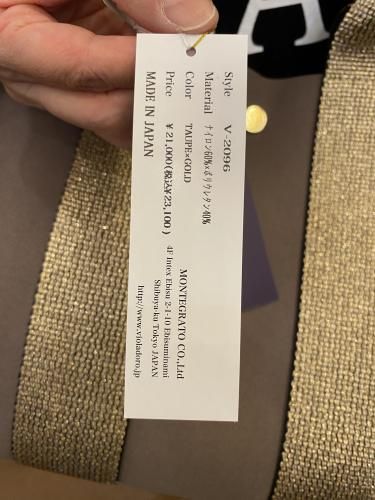 A
Style V-2096
Material ナイロン60%×ポリウレタン40%
Color TAUPE×GOLD
Price ¥21,000(税込¥23,100)
MADE IN JAPAN
MONTEGRATO CO.,Ltd
4F Intex Ebisu 2-1-10 Ebisuminami
Shibuya-ku Tokyo JAPAN
http://www.violadoro.jp